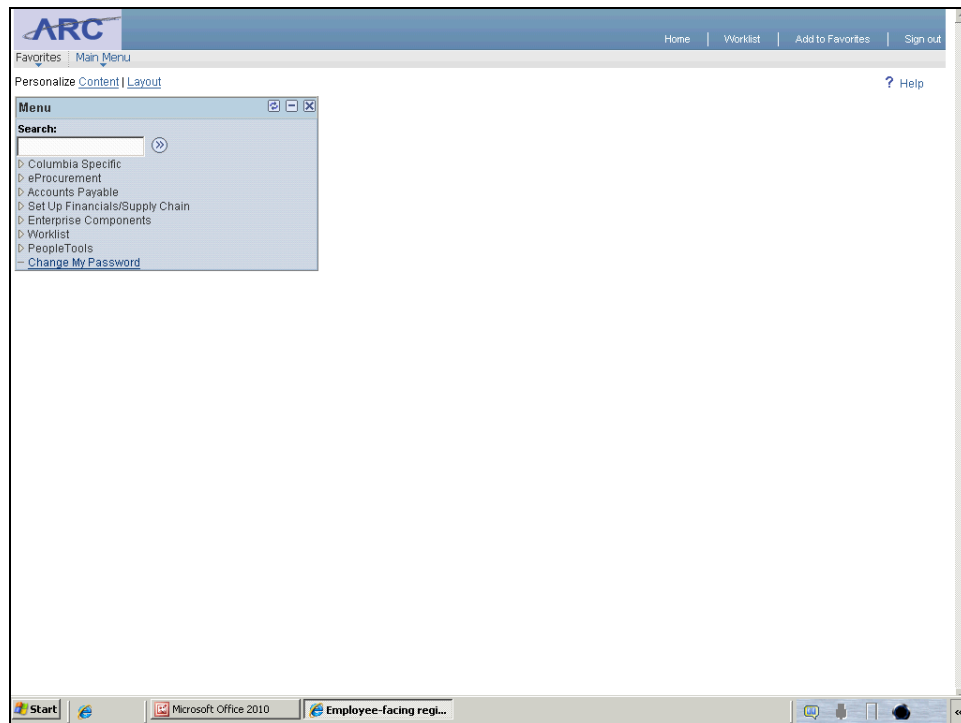 ARC
Home | Worklist | Add to Favorites | Sign out
Favorites Main Menu
Personalize Content | Layout
? Help
Menu
Search:
Columbia Specific
eProcurement
Accounts Payable
Set Up Financials/Supply Chain
Enterprise Components
Worklist
PeopleTools
Change My Password
Start Microsoft Office 2010 Employee-facing regi...